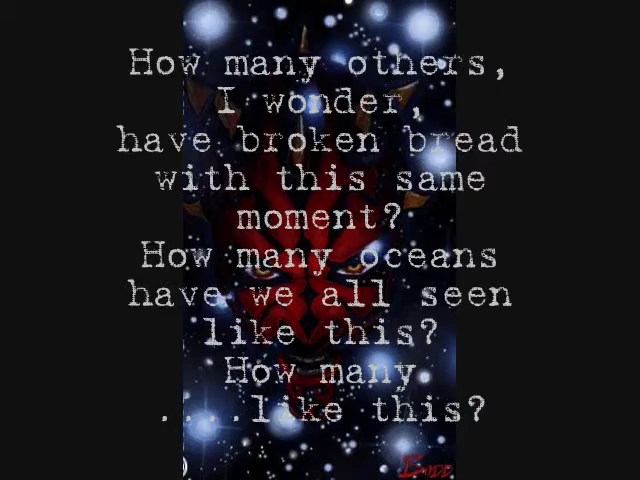 How many others,
I wonder,
have broken bread
with this same
moment?
How many oceans
have we all seen
like this?
How many
....like this?